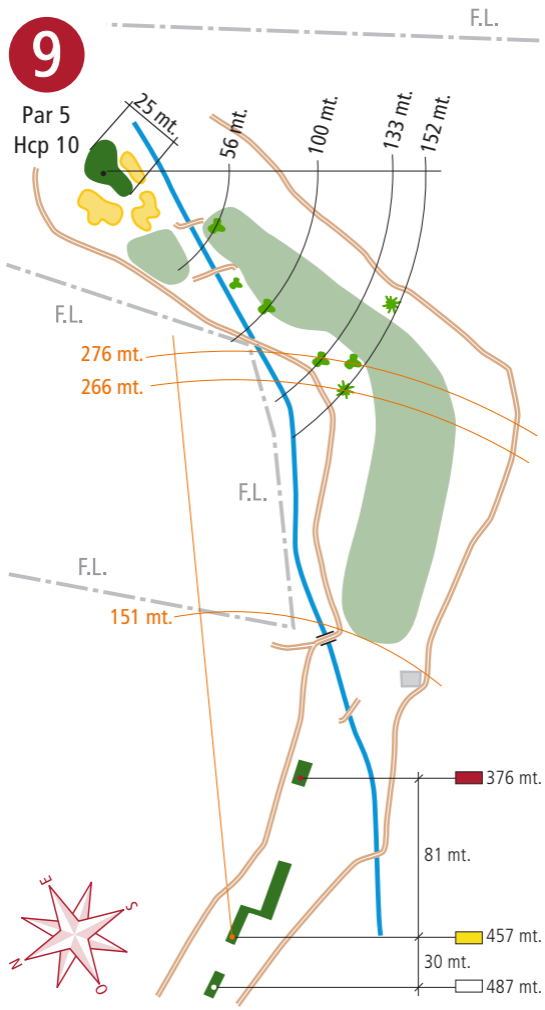 F.L.
9
Par 5
Hcp 10
25 mt.
56 mt.
100 mt.
133 mt.
152 mt.
F.L.
276 mt.
266 mt.
F.L.
F.L.
151 mt.
376 mt.
81 mt.
457 mt.
30 mt.
487 mt.
E
S
N
O